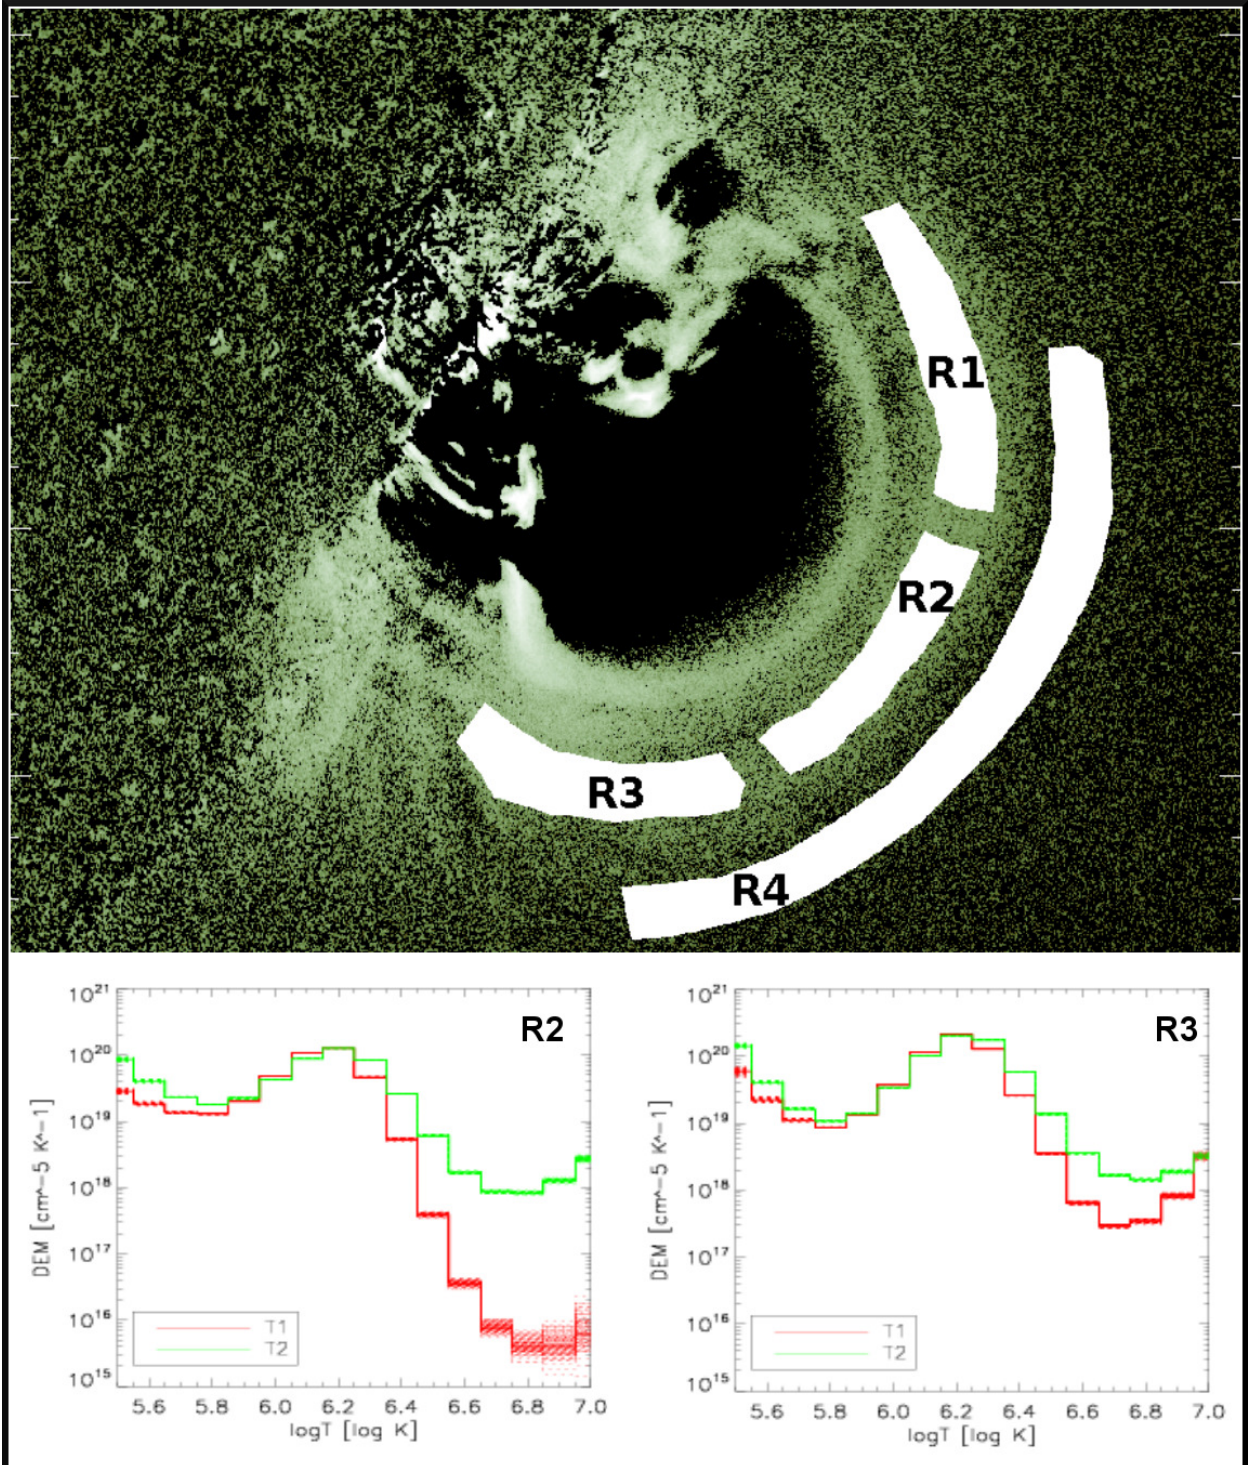 R1
R2
R3
R4
R2
10^21
10^20
10^19
10^18
10^17
10^16
10^15
DEM [cm^-5 K^-1]
T1
T2
5.6 5.8 6.0 6.2 6.4 6.6 6.8 7.0
logT [log K]
R3
10^21
10^20
10^19
10^18
10^17
10^16
10^15
DEM [cm^-5 K^-1]
T1
T2
5.6 5.8 6.0 6.2 6.4 6.6 6.8 7.0
logT [log K]